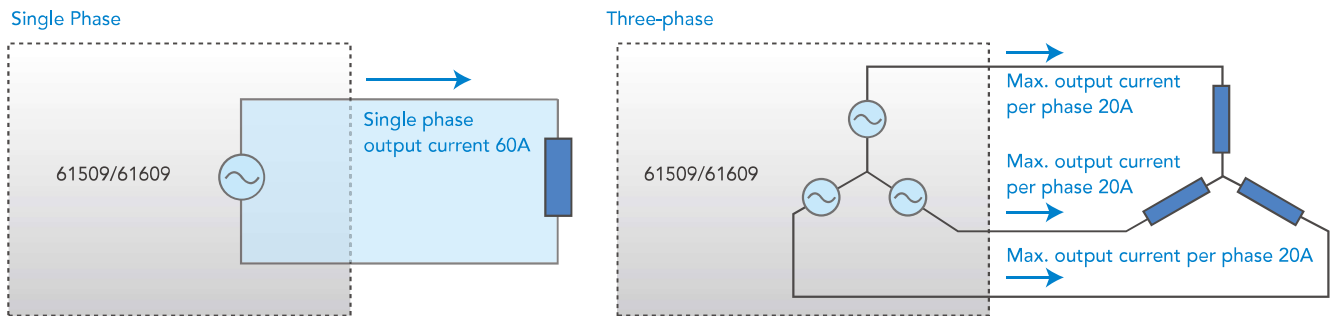 Single Phase
Single phase
output current 60A
61509/61609
Three-phase
Max. output current
per phase 20A
61509/61609
Max. output current
per phase 20A
Max. output current per phase 20A